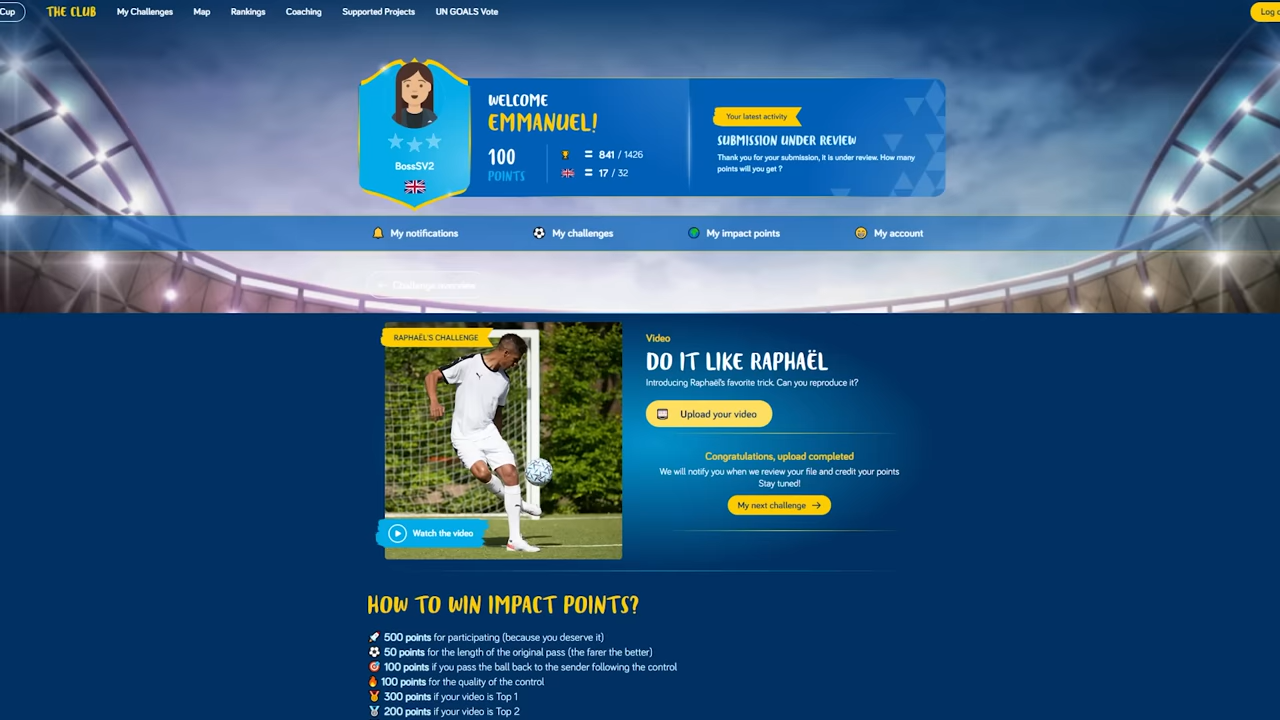 Cup
THE CLUB
My Challenges
Map
Rankings
Coaching
Supported Projects
UN GOALS Vote
Log
WELCOME
EMMANUEL!
100
POINTS
841 / 1426
17 / 32
BossSV2
Your latest activity
SUBMISSION UNDER REVIEW
Thank you for your submission, it is under review. How many
points will you get ?
My notifications
My challenges
My impact points
My account
Challenge overview
RAPHAËL'S CHALLENGE
Watch the video
Video
DO IT LIKE RAPHAËL
Introducing Raphaël's favorite trick. Can you reproduce it?
Upload your video
Congratulations, upload completed
We will notify you when we review your file and credit your points
Stay tuned!
My next challenge
HOW TO WIN IMPACT POINTS?
500 points for participating (because you deserve it)
50 points for the length of the original pass (the farer the better)
100 points if you pass the ball back to the sender following the control
100 points for the quality of the control
300 points if your video is Top 1
200 points if your video is Top 2